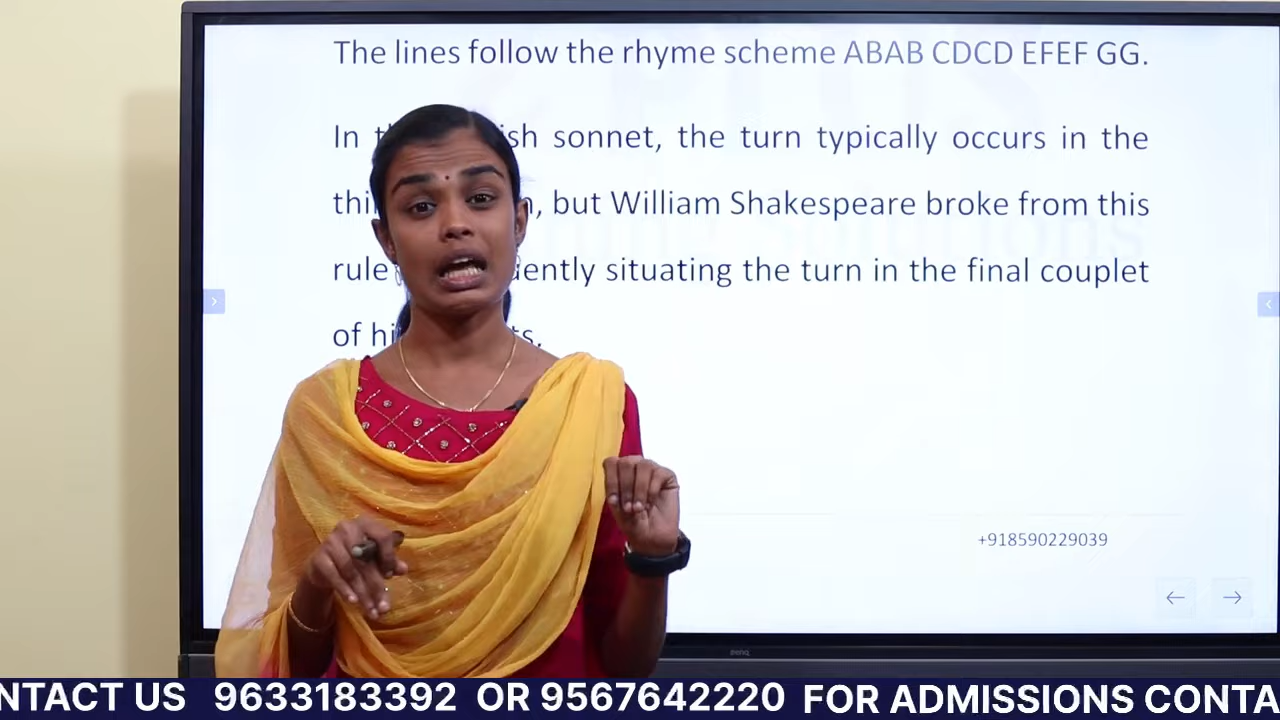 The lines follow the rhyme scheme ABAB CDCD EFEF GG.
In sonnet, the turn typically occurs in the
but William Shakespeare broke from this
rule situating the turn in the final couplet
of
+918590229039
benq
NTACT US 9633183392 OR 9567642220 FOR ADMISSIONS CONTA